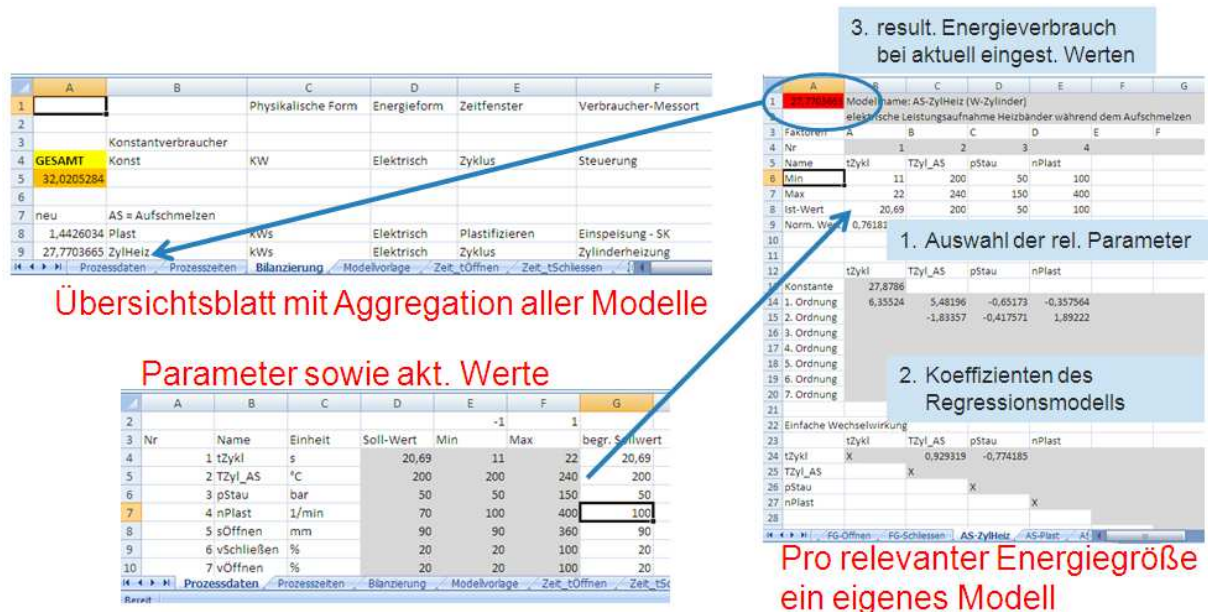 3. result. Energieverbrauch
bei aktuell eingest. Werten
A B C D E F
1 Physikalische Form Energieform Zeitfenster Verbraucher-Messort
2
3 Konstantverbraucher
4 GESAMT Konst KW Elektrisch Zyklus Steuerung
5 32,0205284
6
7 neu AS = Aufschmelzen
8 1,4426034 Plast kWs Elektrisch Plastifizieren Einspeisung - SK
9 27,7703665 ZylHeiz kWs Elektrisch Zyklus Zylinderheizung
Prozessdaten Prozesszeiten Bilanzierung Modellvorlage Zeit_tÖffnen Zeit_tSchliessen
Übersichtsblatt mit Aggregation aller Modelle
Parameter sowie akt. Werte
A B C D E F G
2 -1 1
3 Nr Name Einheit Soll-Wert Min Max begr. Sollwert
4 1 tZykl s 20,69 11 22 20,69
5 2 TZyl_AS °C 200 200 240 200
6 3 pStau bar 50 50 150 50
7 4 nPlast 1/min 70 100 400 100
8 5 sÖffnen mm 90 90 360 90
9 6 vSchließen % 20 20 100 20
10 7 vÖffnen % 20 20 100 20
Prozessdaten Prozesszeiten Bilanzierung Modellvorlage Zeit_tÖffnen
Bereit
A B C D E F G
1 27,7703665 Modellname: AS-ZylHeiz (W-Zylinder)
elektrische Leistungsaufnahme Heizbänder während dem Aufschmelzen
3 Faktoren A B C D E F
4 Nr 1 2 3 4
5 Name tZykl TZyl_AS pStau nPlast
6 Min 11 200 50 100
7 Max 22 240 150 400
8 Ist-Wert 20,69 200 50 100
9 Norm. Wert
10
11
1. Auswahl der rel. Parameter
12 tZykl TZyl_AS pStau nPlast
13 Konstante 27,8786
14 1. Ordnung 6,35524 5,48196 -0,65173 -0,357564
15 2. Ordnung -1,83357 -0,417571 1,89222
16 3. Ordnung
17 4. Ordnung
18 5. Ordnung
19 6. Ordnung
20 7. Ordnung
2. Koeffizienten des
Regressionsmodells
21
22 Einfache Wechselwirkung
23 tZykl TZyl_AS pStau nPlast
24 tZykl X 0,929319 -0,774185
25 TZyl_AS X
26 pStau X
27 nPlast X
28
FG-Öffnen FG-Schliessen AS-ZylHeiz AS-Plast
Pro relevanter Energiegröße
ein eigenes Modell